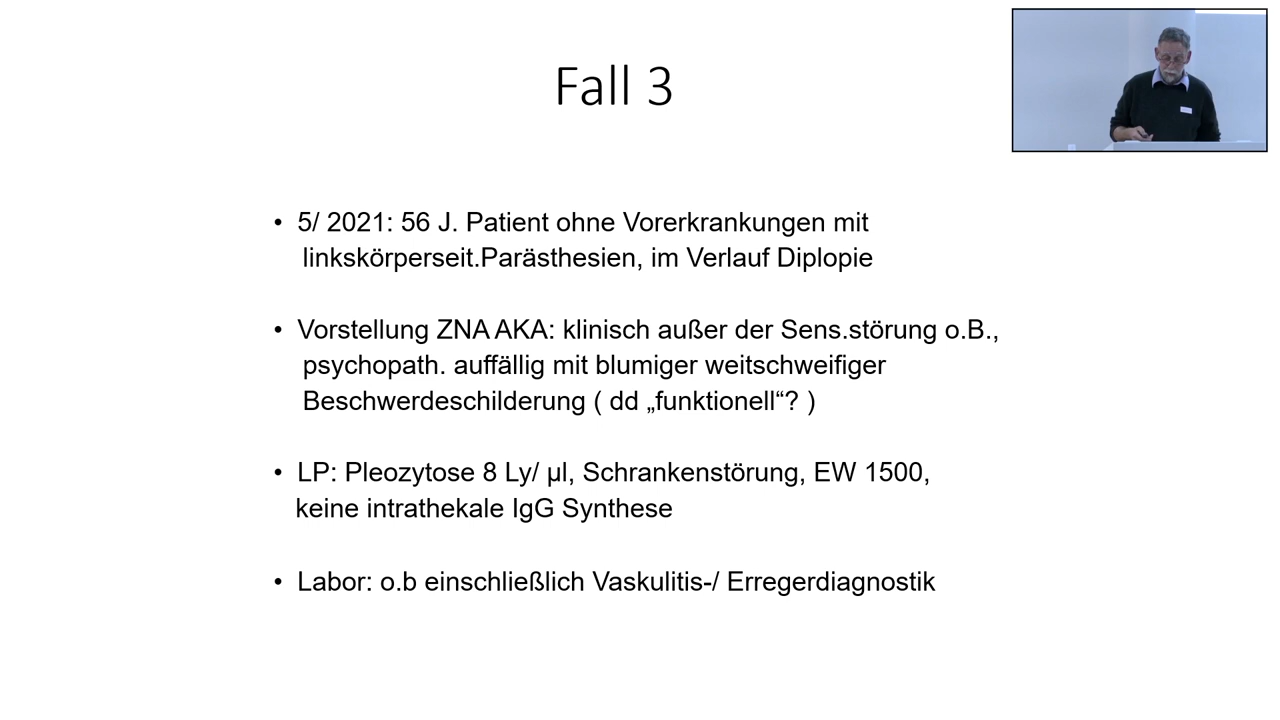 Fall 3
• 5/ 2021: 56 J. Patient ohne Vorerkrankungen mit
linkskörperseit.Parästhesien, im Verlauf Diplopie
• Vorstellung ZNA AKA: klinisch außer der Sens.störung o.B.,
psychopath. auffällig mit blumiger weitschweifiger
Beschwerdeschilderung ( dd „funktionell“? )
• LP: Pleozytose 8 Ly/ µl, Schrankenstörung, EW 1500,
keine intrathekale IgG Synthese
• Labor: o.b einschließlich Vaskulitis-/ Erregerdiagnostik